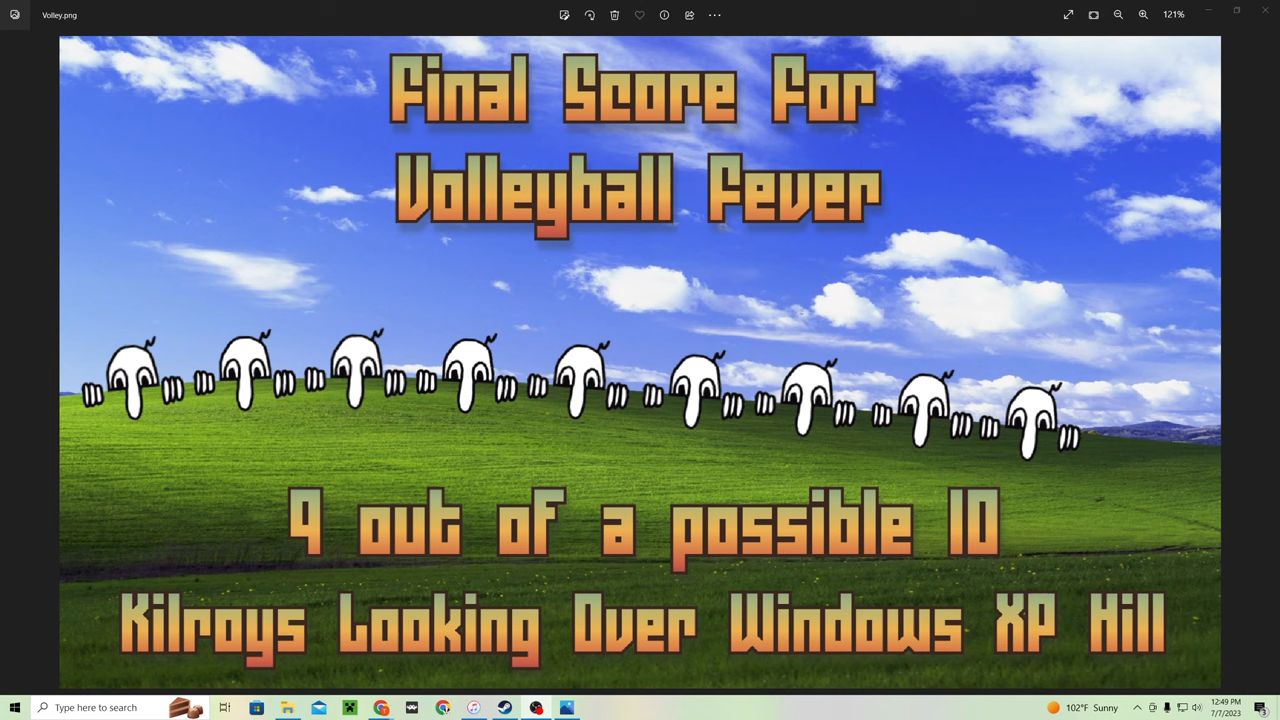 Volley.png
121%
Final Score For
Volleyball Fever
9 out of a possible 10
Kilroys Looking Over Windows XP Hill
Type here to search
102°F Sunny
12:49 PM
7/7/2023
3